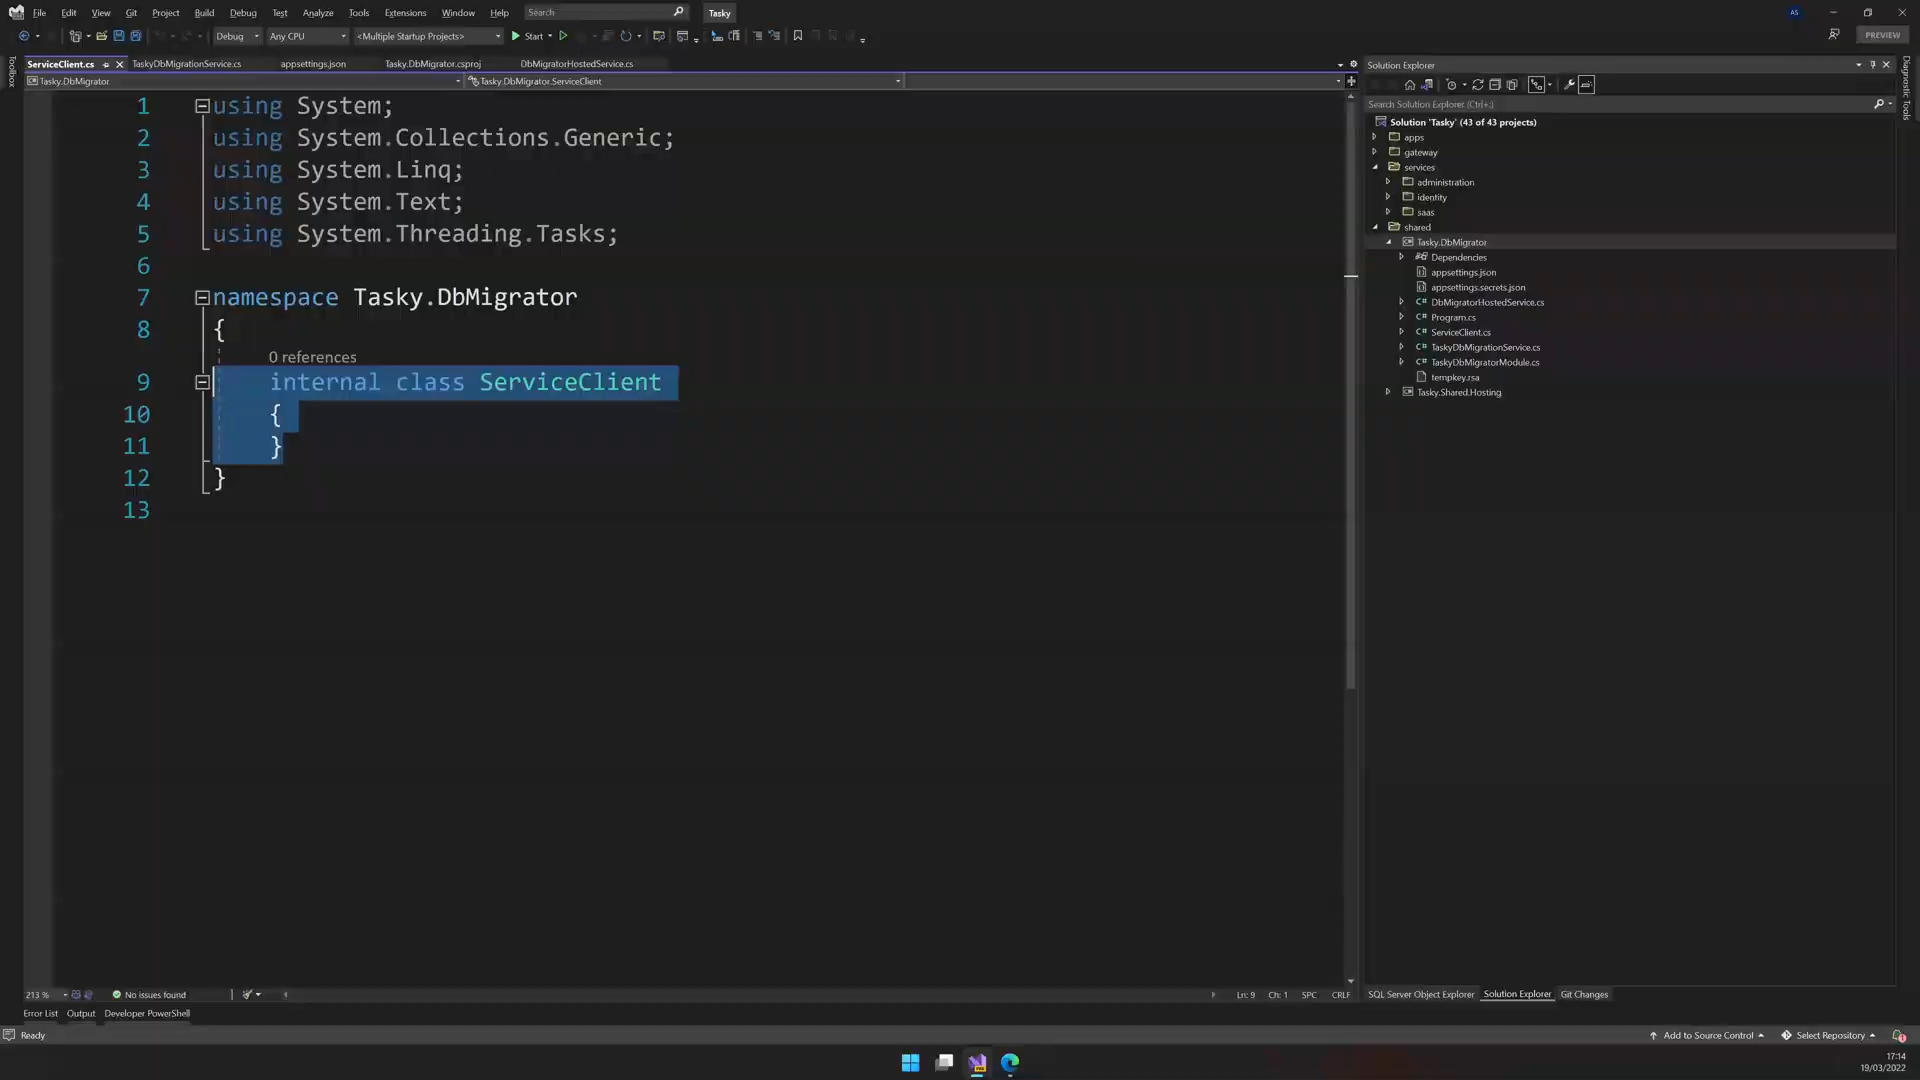 File Edit View Git Project Build Debug Test Analyze Tools Extensions Window Help Search Tasky AS
Debug Any CPU <Multiple Startup Projects> Start PREVIEW
ServiceClient.cs TaskyDbMigrationService.cs appsettings.json Tasky.DbMigrator.csproj DbMigratorHostedService.cs
Tasky.DbMigrator Tasky.DbMigrator.ServiceClient
Toolbox
1 using System;
2 using System.Collections.Generic;
3 using System.Linq;
4 using System.Text;
5 using System.Threading.Tasks;
6
7 namespace Tasky.DbMigrator
8 {
0 references
9 internal class ServiceClient
10 {
11 }
12 }
13
213 % No issues found Ln: 9 Ch: 1 SPC CRLF
Error List Output Developer PowerShell
Solution Explorer
Search Solution Explorer (Ctrl+;)
Solution 'Tasky' (43 of 43 projects)
apps
gateway
services
administration
identity
saas
shared
Tasky.DbMigrator
Dependencies
appsettings.json
appsettings.secrets.json
DbMigratorHostedService.cs
Program.cs
ServiceClient.cs
TaskyDbMigrationService.cs
TaskyDbMigratorModule.cs
tempkey.rsa
Tasky.Shared.Hosting
SQL Server Object Explorer Solution Explorer Git Changes
Diagnostic Tools
Ready Add to Source Control Select Repository
17:14
19/03/2022